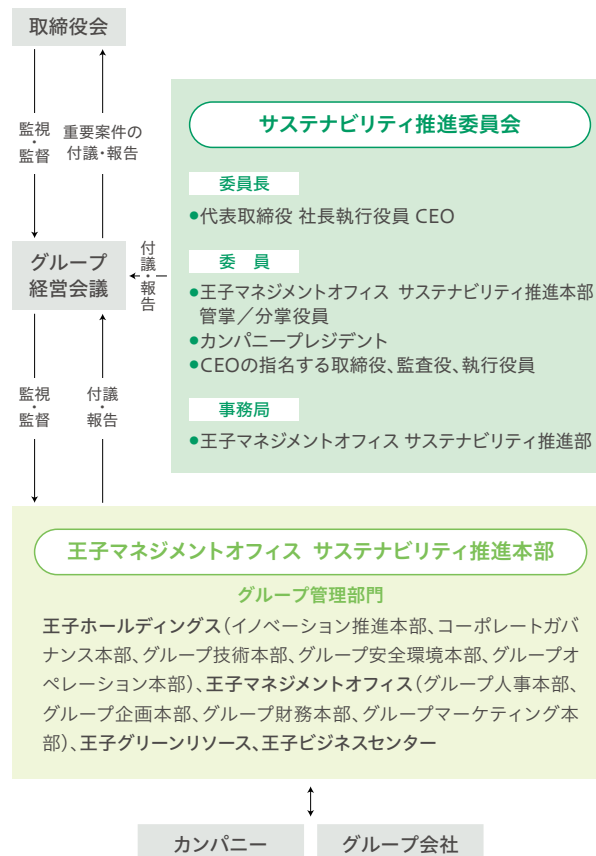 取締役会
監視・監督
重要案件の
付議・報告
サステナビリティ推進委員会
委員長
●代表取締役 社長執行役員 CEO
グループ
経営会議
付議・報告
委 員
●王子マネジメントオフィス サステナビリティ推進本部
管掌／分掌役員
●カンパニープレジデント
●CEOの指名する取締役、監査役、執行役員
監視・監督
付議・報告
事務局
●王子マネジメントオフィス サステナビリティ推進部
王子マネジメントオフィス サステナビリティ推進本部
グループ管理部門
王子ホールディングス（イノベーション推進本部、コーポレートガバ
ナンス本部、グループ技術本部、グループ安全環境本部、グループオ
ペレーション本部）、王子マネジメントオフィス（グループ人事本部、
グループ企画本部、グループ財務本部、グループマーケティング本
部）、王子グリーンリソース、王子ビジネスセンター
カンパニー
グループ会社